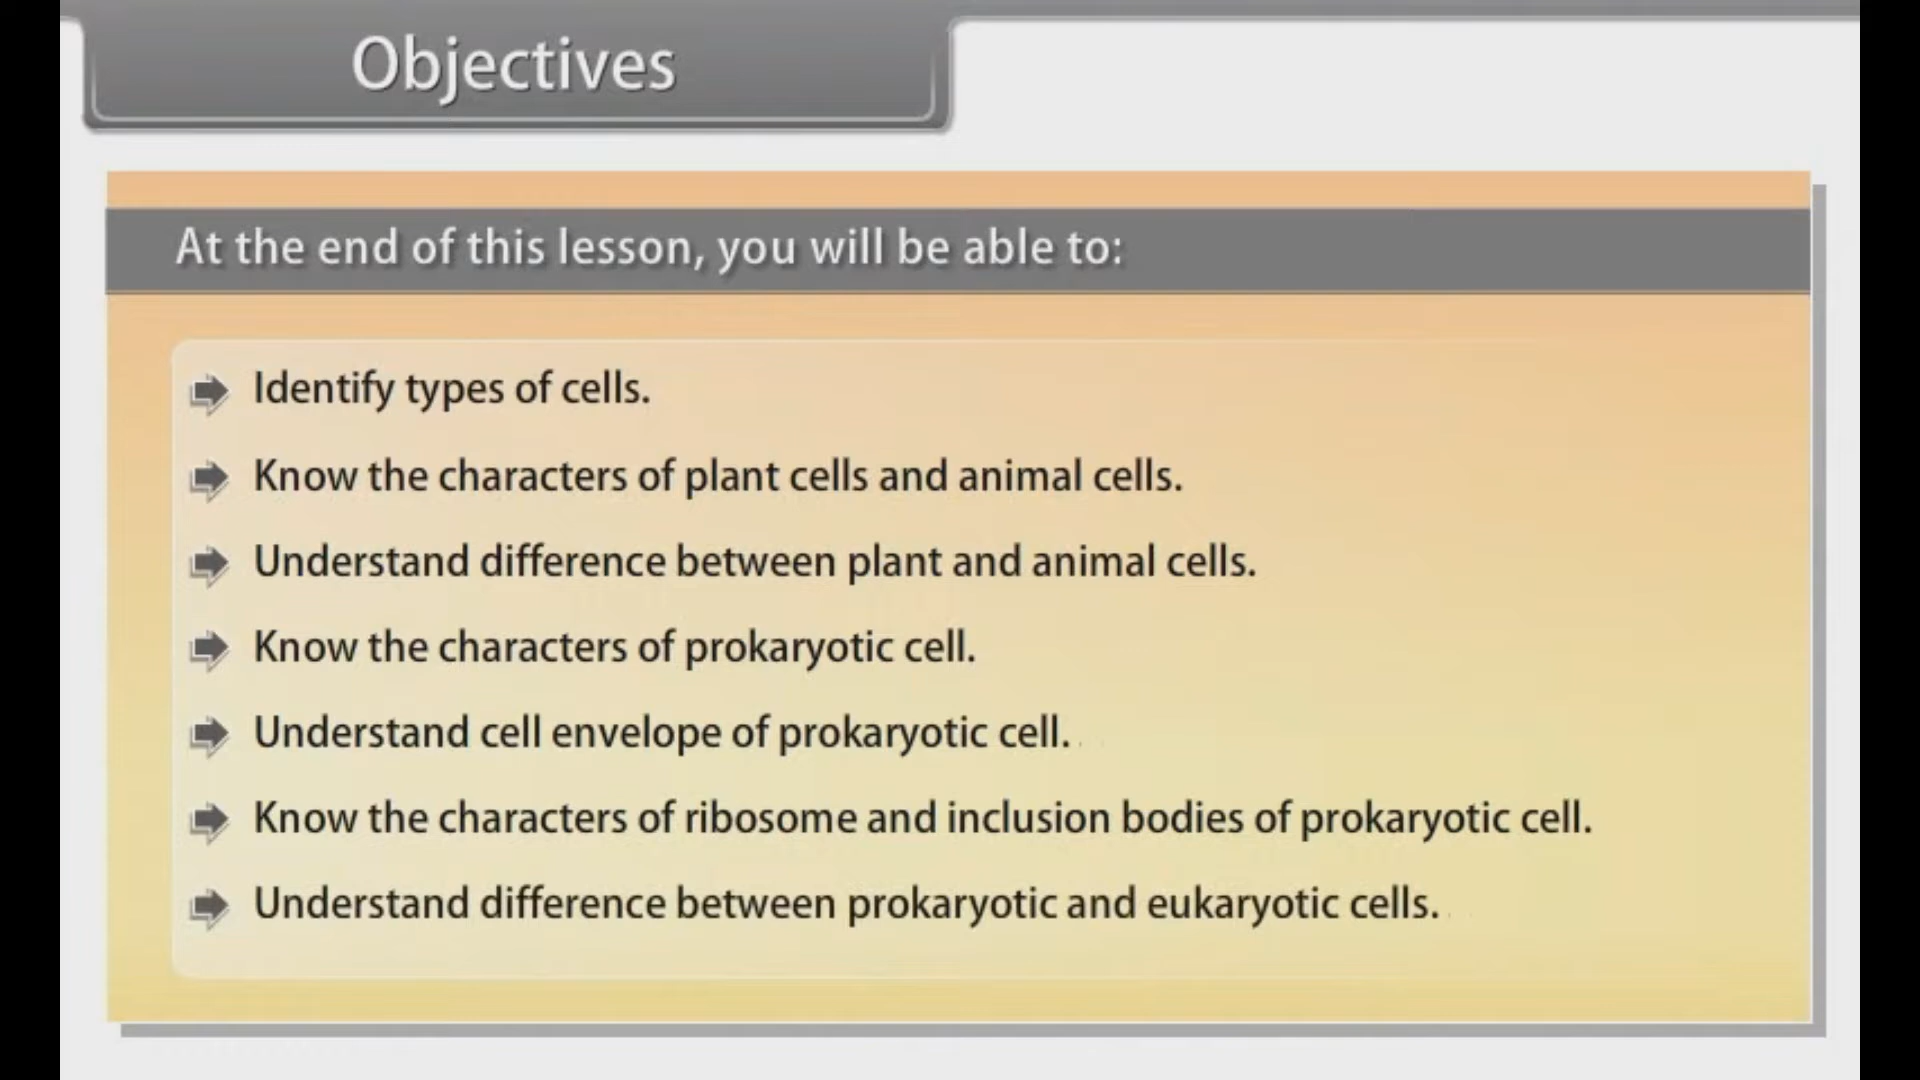 Objectives
At the end of this lesson, you will be able to:
Identify types of cells.
Know the characters of plant cells and animal cells.
Understand difference between plant and animal cells.
Know the characters of prokaryotic cell.
Understand cell envelope of prokaryotic cell.
Know the characters of ribosome and inclusion bodies of prokaryotic cell.
Understand difference between prokaryotic and eukaryotic cells.